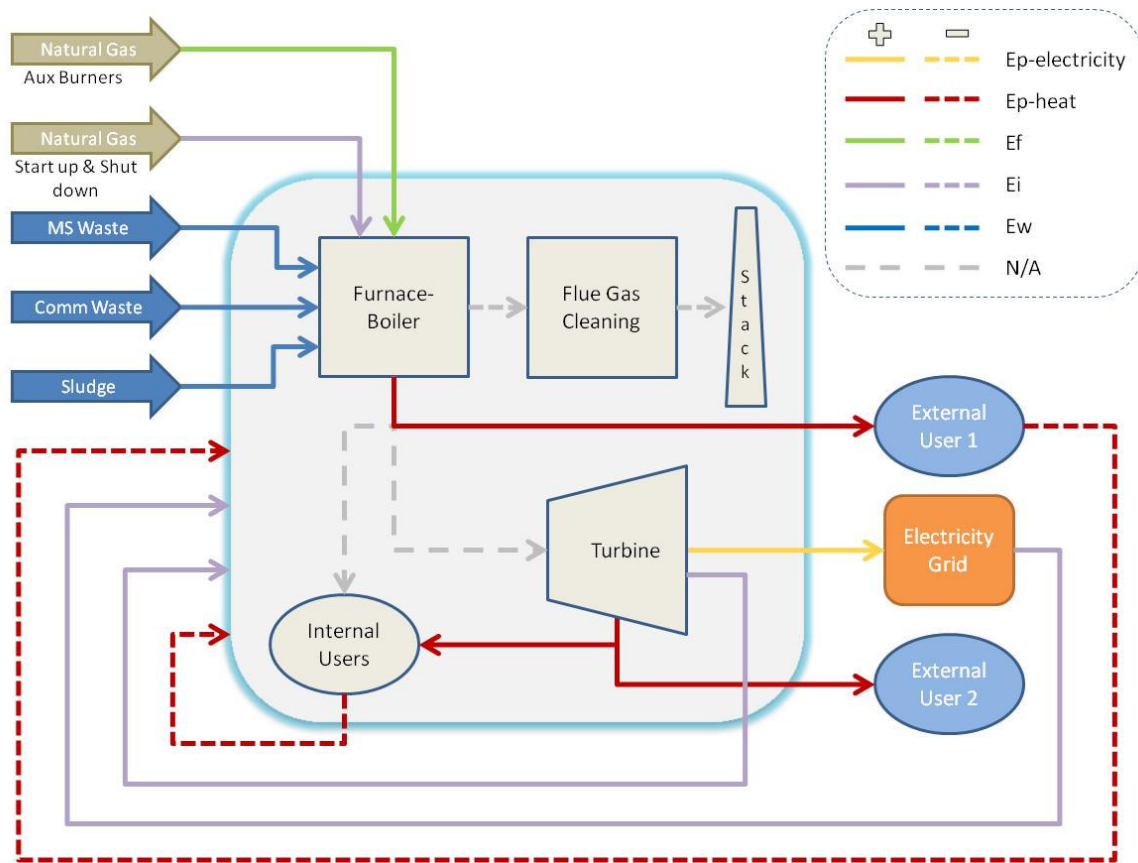 Natural Gas
Aux Burners
Natural Gas
Start up & Shut
down
MS Waste
Comm Waste
Sludge
Furnace-
Boiler
Flue Gas
Cleaning
Stack
Turbine
Internal
Users
External
User 1
Electricity
Grid
External
User 2
Ep-electricity
Ep-heat
Ef
Ei
Ew
N/A